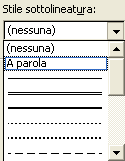 Stile sottolineatura:
(nessuna)
(nessuna)
A parola